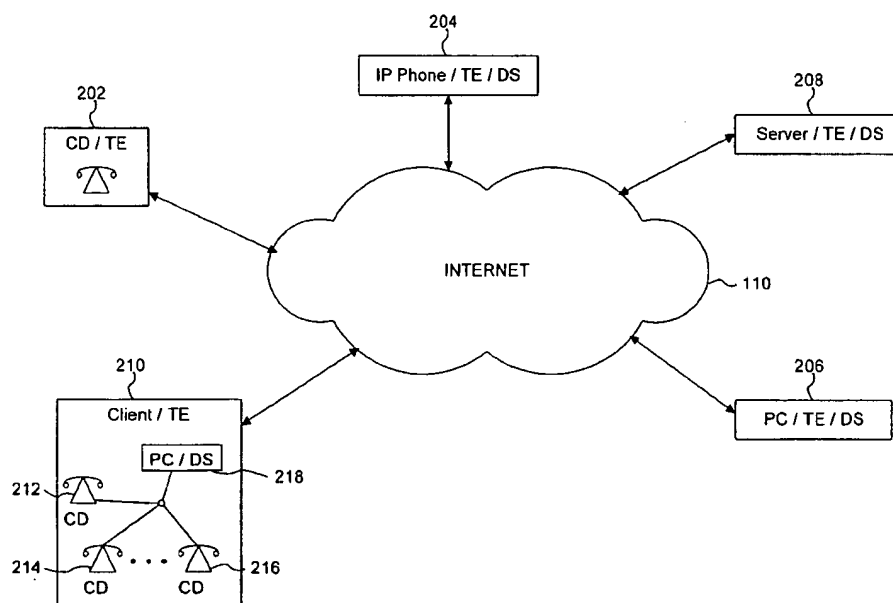 204
IP Phone / TE / DS
202
CD / TE
208
Server / TE / DS
INTERNET
110
210
Client / TE
206
PC / TE / DS
PC / DS
218
212
CD
214
CD
216
CD